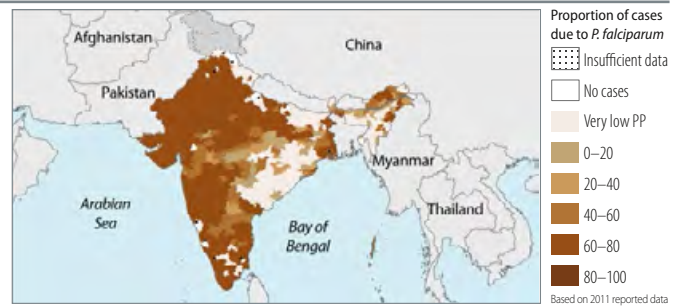 Afghanistan
China
Pakistan
Myanmar
Thailand
Arabian
Sea
Bay of
Bengal
Proportion of cases
due to P. falciparum
Insufficient data
No cases
Very low PP
0–20
20–40
40–60
60–80
80–100
Based on 2011 reported data